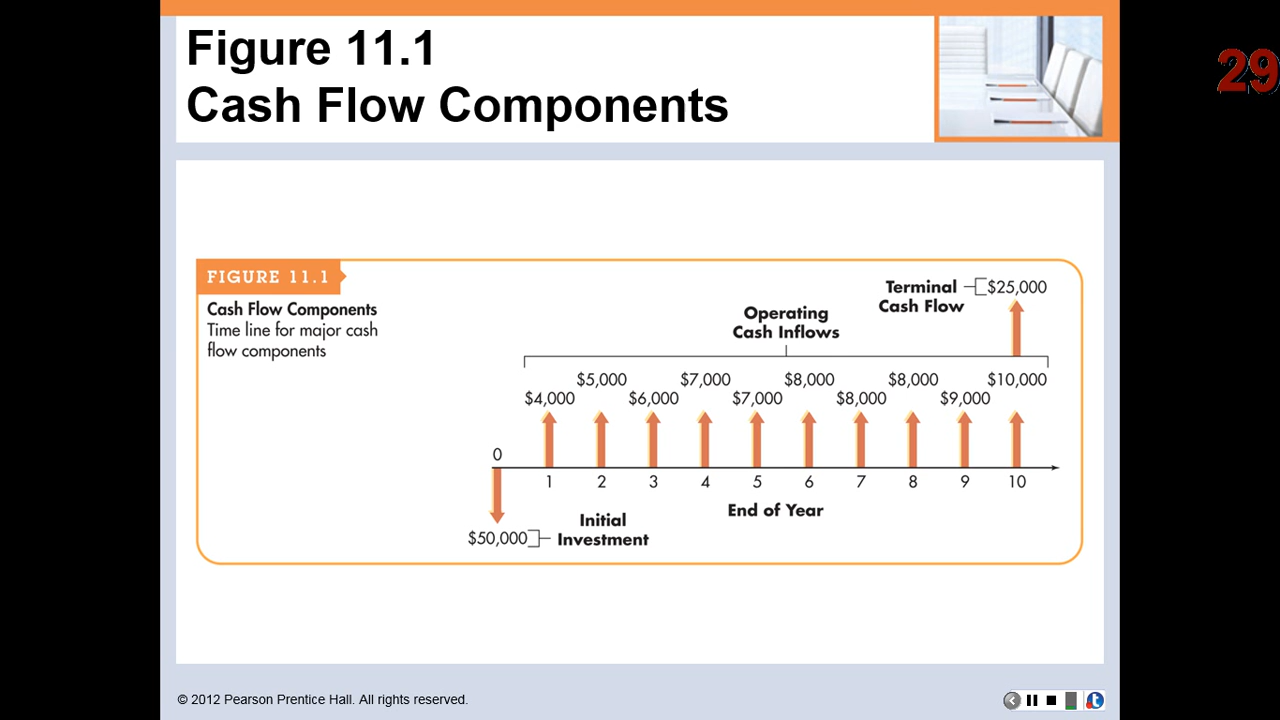 Figure 11.1
Cash Flow Components
29
FIGURE 11.1
Cash Flow Components
Time line for major cash
flow components
Terminal
Cash Flow
$25,000
Operating
Cash Inflows
$5,000 $7,000 $8,000 $8,000 $10,000
$4,000 $6,000 $7,000 $8,000 $9,000
0
1 2 3 4 5 6 7 8 9 10
End of Year
$50,000
Initial
Investment
© 2012 Pearson Prentice Hall. All rights reserved.
t